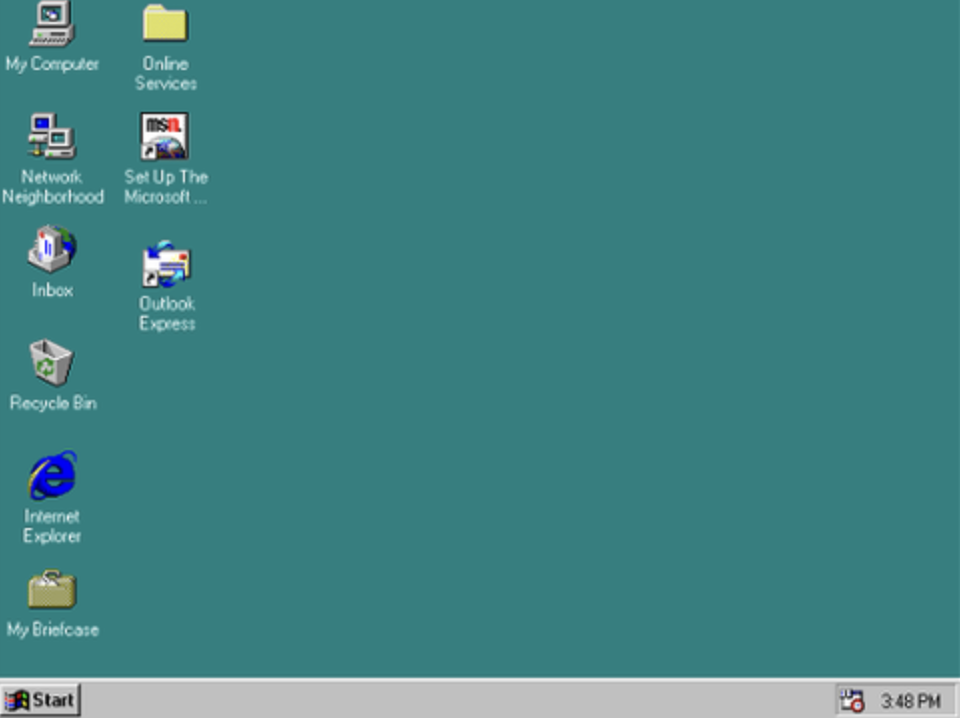 My Computer
Online
Services
Network
Neighborhood
msn.
Set Up The
Microsoft ...
Inbox
Outlook
Express
Recycle Bin
Internet
Explorer
My Briefcase
Start
3:48 PM